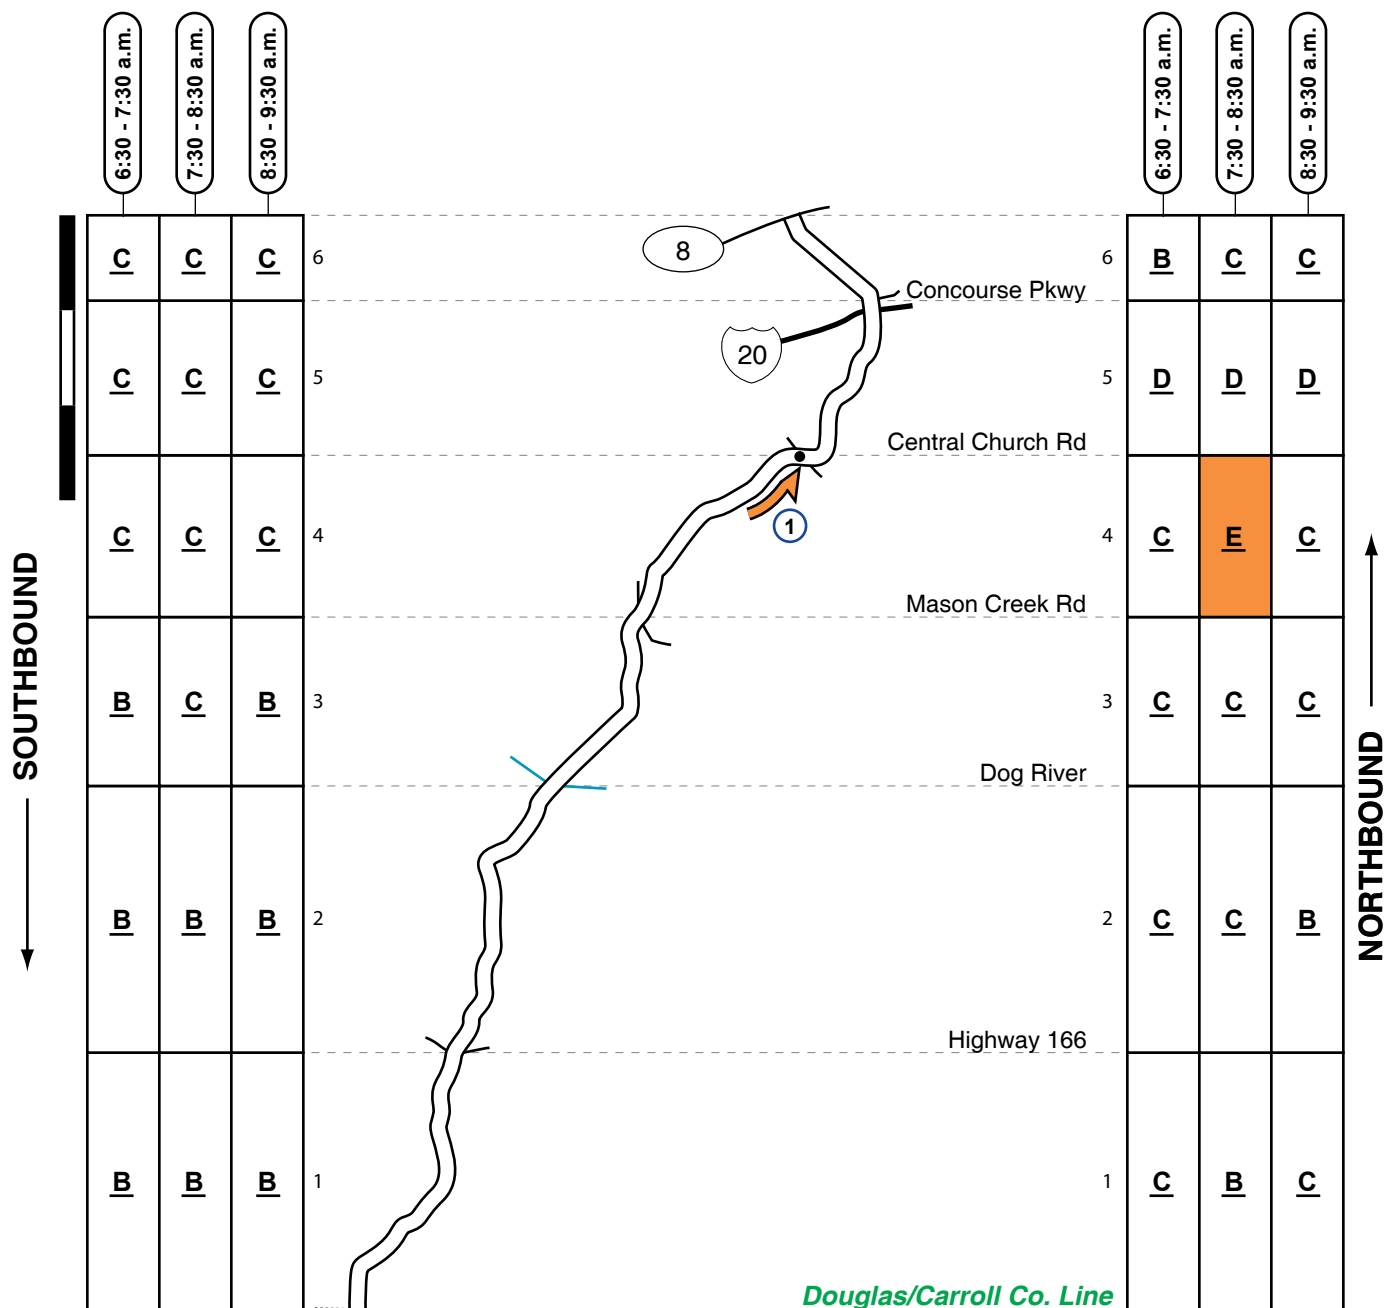 6:30 - 7:30 a.m. 7:30 - 8:30 a.m. 8:30 - 9:30 a.m. 6:30 - 7:30 a.m. 7:30 - 8:30 a.m. 8:30 - 9:30 a.m.
8
C C C 6 6 B C C
Concourse Pkwy
20
C C C 5 5 D D D
Central Church Rd
1
C C C 4 4 C E C
Mason Creek Rd
SOUTHBOUND
B C B 3 3 C C C
Dog River
NORTHBOUND
B B B 2 2 C C B
Highway 166
B B B 1 1 C B C
Douglas/Carroll Co. Line